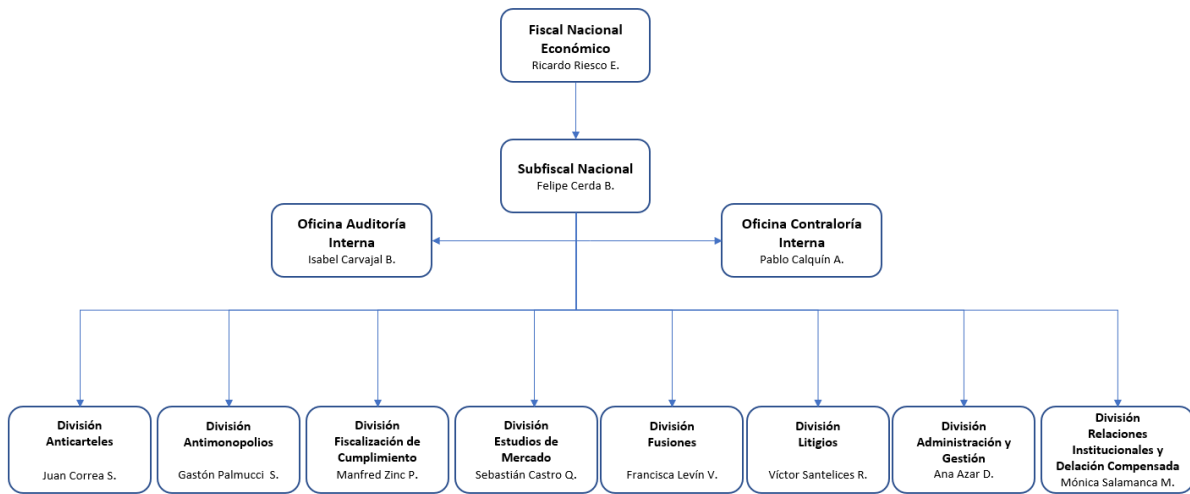 Fiscal Nacional
Económico
Ricardo Riesco E.
Subfiscal Nacional
Felipe Cerda B.
Oficina Auditoría
Interna
Isabel Carvajal B.
Oficina Contraloría
Interna
Pablo Calquín A.
División
Anticarteles
Juan Correa S.
División
Antimonopolios
Gastón Palmucci S.
División
Fiscalización de
Cumplimiento
Manfred Zinc P.
División
Estudios de
Mercado
Sebastián Castro Q.
División
Fusiones
Francisca Levín V.
División
Litigios
Víctor Santelices R.
División
Administración y
Gestión
Ana Azar D.
División
Relaciones
Institucionales y
Delación Compensada
Mónica Salamanca M.